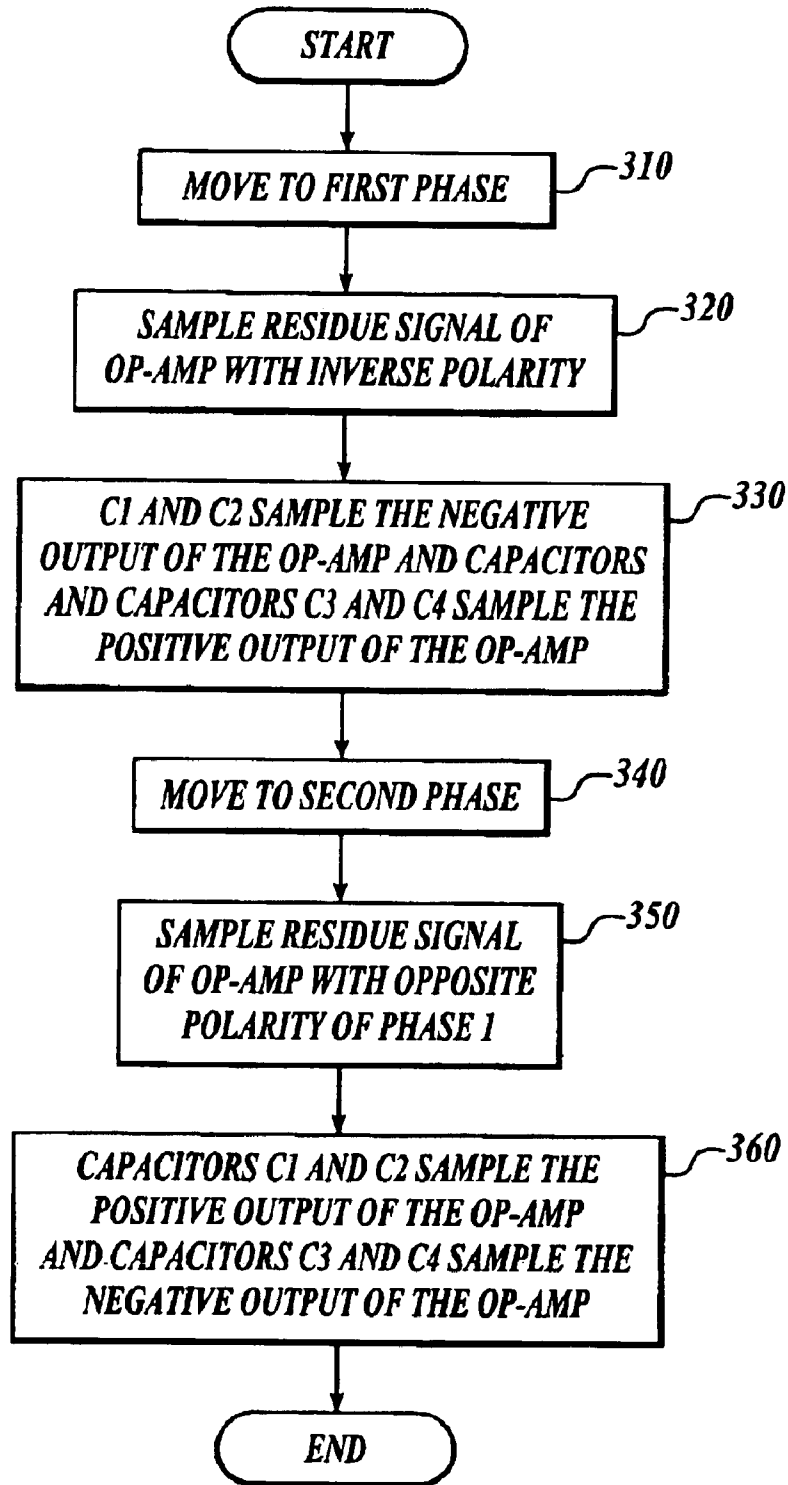 START
MOVE TO FIRST PHASE
310
SAMPLE RESIDUE SIGNAL OF
OP-AMP WITH INVERSE POLARITY
320
C1 AND C2 SAMPLE THE NEGATIVE
OUTPUT OF THE OP-AMP AND CAPACITORS
AND CAPACITORS C3 AND C4 SAMPLE THE
POSITIVE OUTPUT OF THE OP-AMP
330
MOVE TO SECOND PHASE
340
SAMPLE RESIDUE SIGNAL
OF OP-AMP WITH OPPOSITE
POLARITY OF PHASE 1
350
CAPACITORS C1 AND C2 SAMPLE THE
POSITIVE OUTPUT OF THE OP-AMP
AND CAPACITORS C3 AND C4 SAMPLE THE
NEGATIVE OUTPUT OF THE OP-AMP
360
END